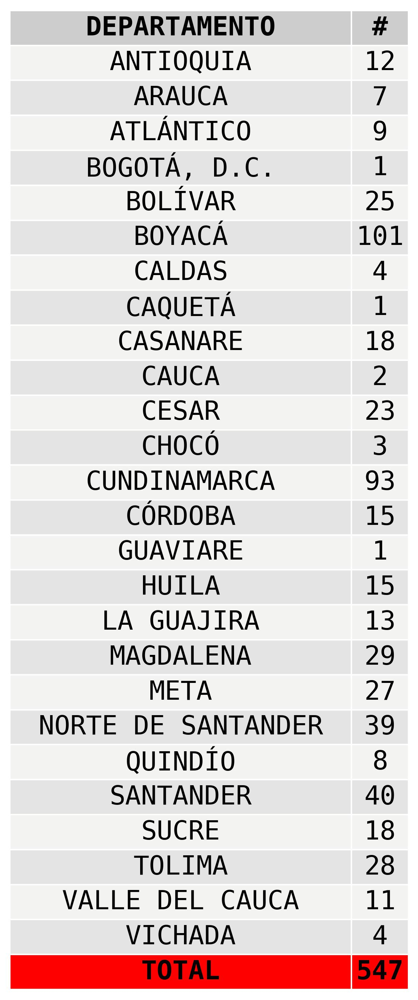 DEPARTAMENTO #
ANTIOQUIA 12
ARAUCA 7
ATLÁNTICO 9
BOGOTÁ, D.C. 1
BOLÍVAR 25
BOYACÁ 101
CALDAS 4
CAQUETÁ 1
CASANARE 18
CAUCA 2
CESAR 23
CHOCÓ 3
CUNDINAMARCA 93
CÓRDOBA 15
GUAVIARE 1
HUILA 15
LA GUAJIRA 13
MAGDALENA 29
META 27
NORTE DE SANTANDER 39
QUINDÍO 8
SANTANDER 40
SUCRE 18
TOLIMA 28
VALLE DEL CAUCA 11
VICHADA 4
TOTAL 547